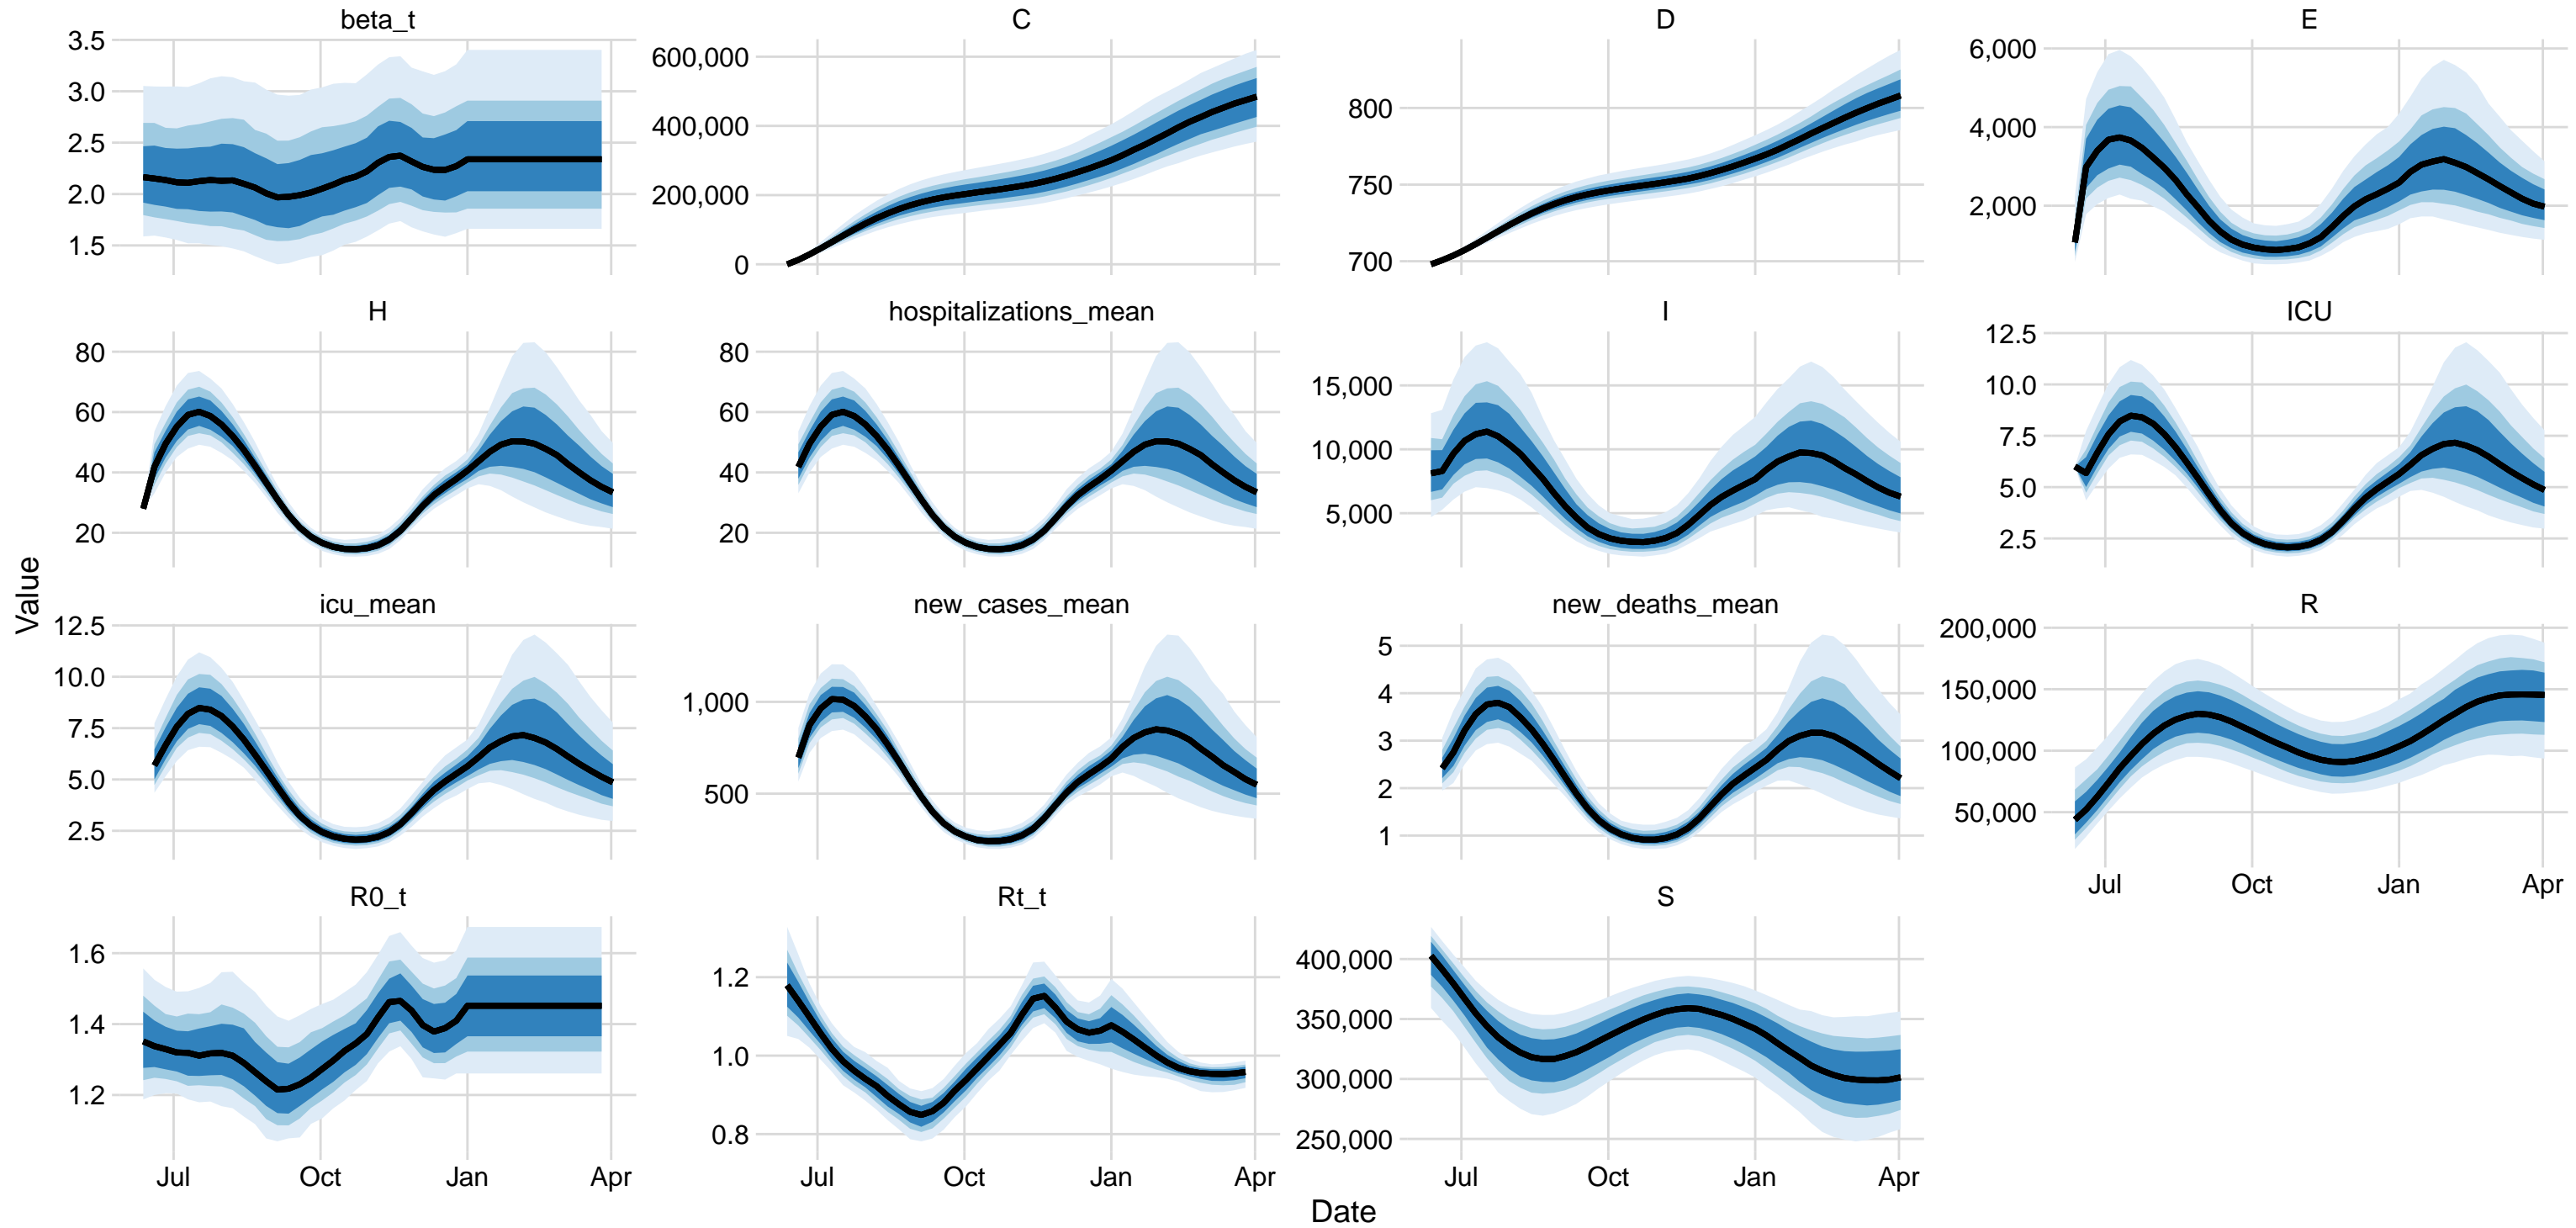 beta_t
3.5
3.0
2.5
2.0
1.5
C
600,000
400,000
200,000
0
D
800
750
700
E
6,000
4,000
2,000
H
80
60
40
20
hospitalizations_mean
80
60
40
20
I
15,000
10,000
5,000
ICU
12.5
10.0
7.5
5.0
2.5
Value
icu_mean
12.5
10.0
7.5
5.0
2.5
new_cases_mean
1,000
500
new_deaths_mean
5
4
3
2
1
R
200,000
150,000
100,000
50,000
Jul Oct Jan Apr
R0_t
1.6
1.4
1.2
Jul Oct Jan Apr
Rt_t
1.2
1.0
0.8
Jul Oct Jan Apr
S
400,000
350,000
300,000
250,000
Jul Oct Jan Apr
Date